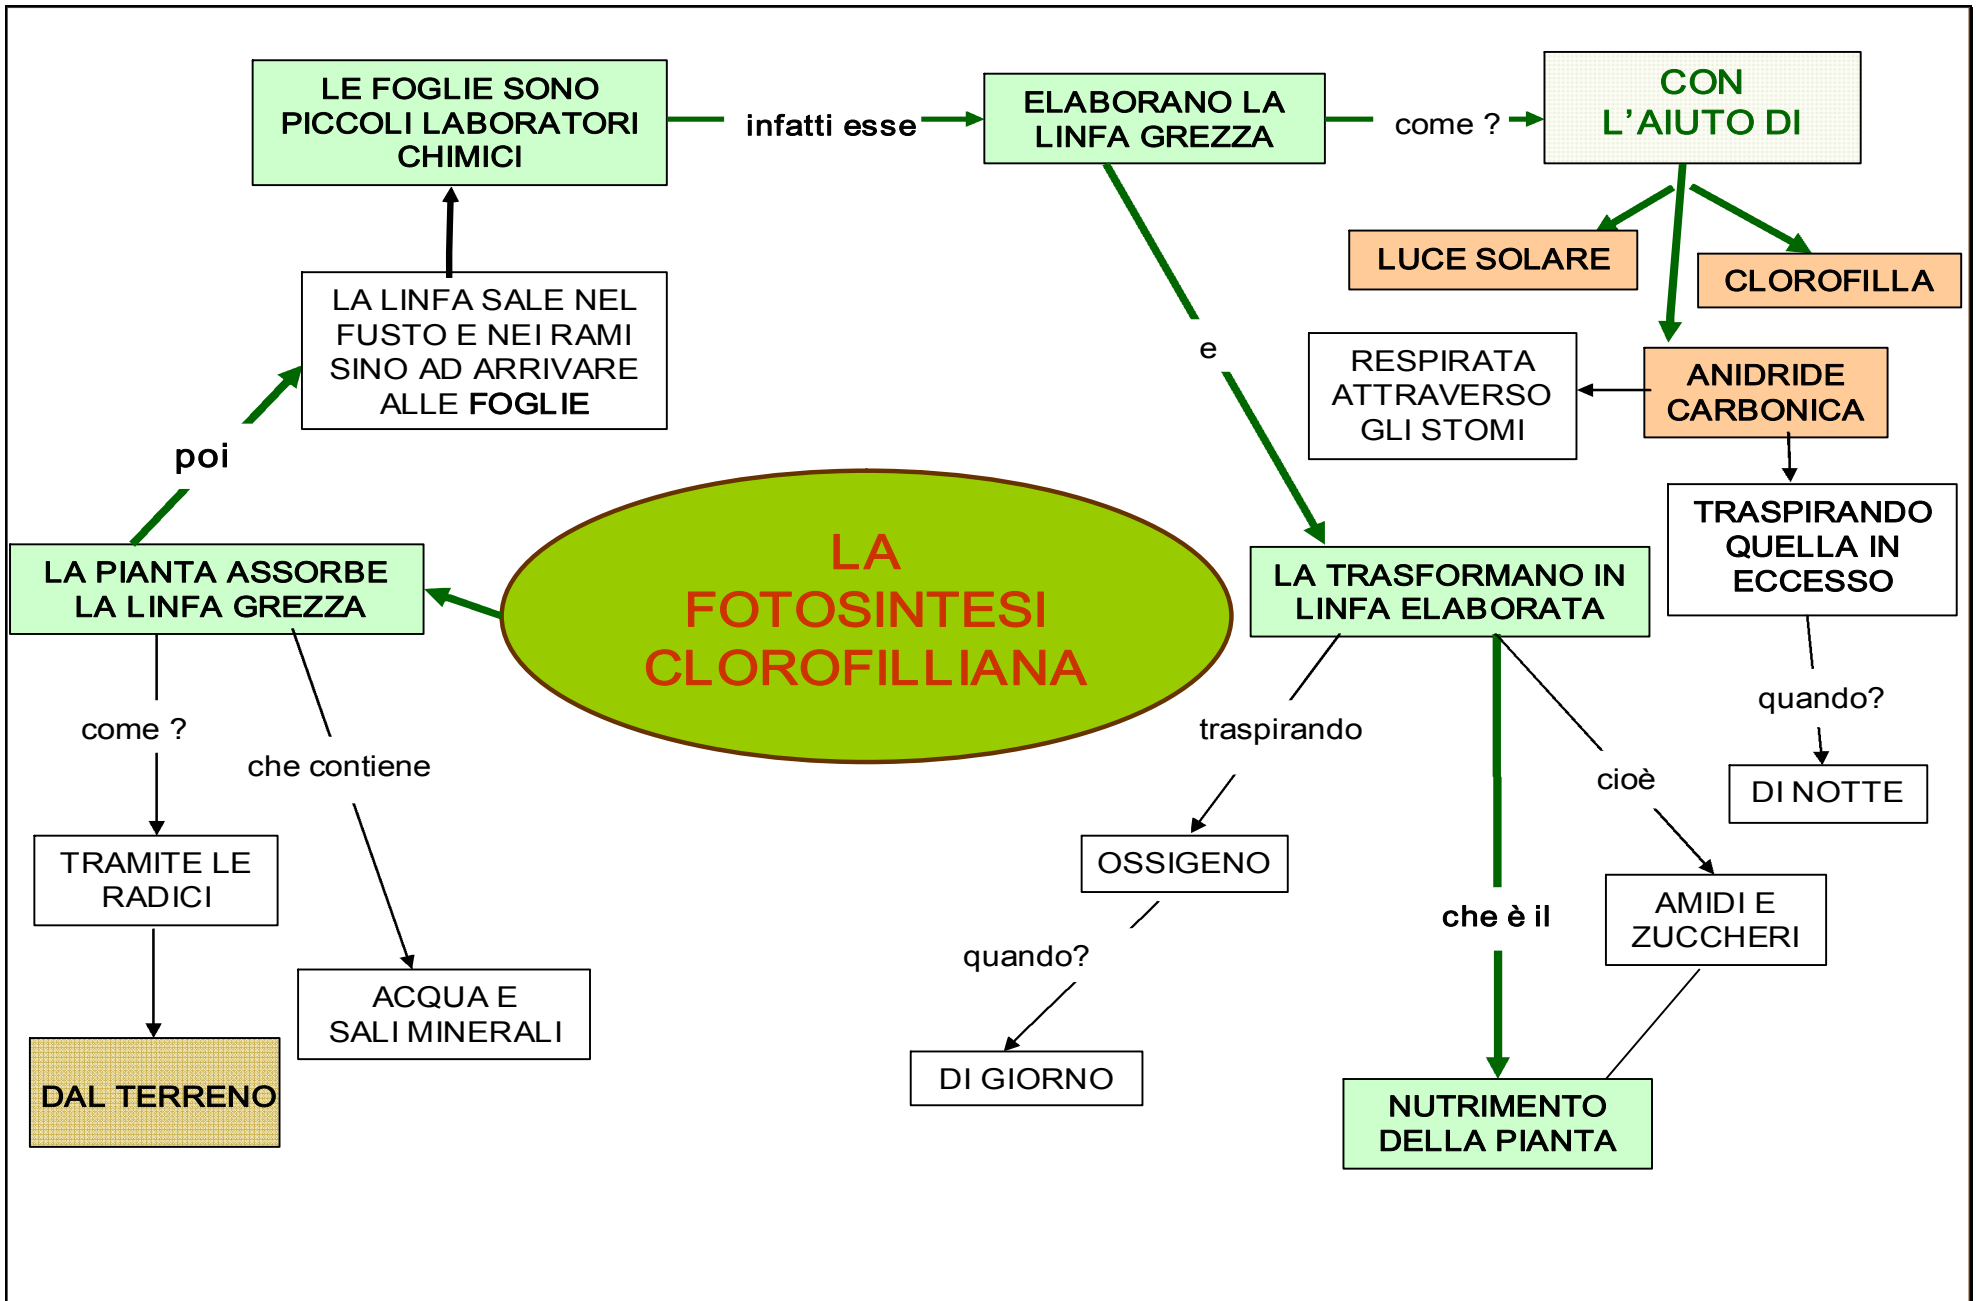 LE FOGLIE SONO
PICCOLI LABORATORI
CHIMICI
infatti esse
ELABORANO LA
LINFA GREZZA
come ?
CON
L'AIUTO DI
LUCE SOLARE
CLOROFILLA
LA LINFA SALE NEL
FUSTO E NEI RAMI
SINO AD ARRIVARE
ALLE FOGLIE
e
RESPIRATA
ATTRAVERSO
GLI STOMI
ANIDRIDE
CARBONICA
poi
TRASPIRANDO
QUELLA IN
ECCESSO
LA
FOTOSINTESI
CLOROFILLIANA
LA PIANTA ASSORBE
LA LINFA GREZZA
LA TRASFORMANO IN
LINFA ELABORATA
quando?
come ?
che contiene
traspirando
cioè
DI NOTTE
TRAMITE LE
RADICI
OSSIGENO
che è il
AMIDI E
ZUCCHERI
quando?
ACQUA E
SALI MINERALI
DAL TERRENO
DI GIORNO
NUTRIMENTO
DELLA PIANTA